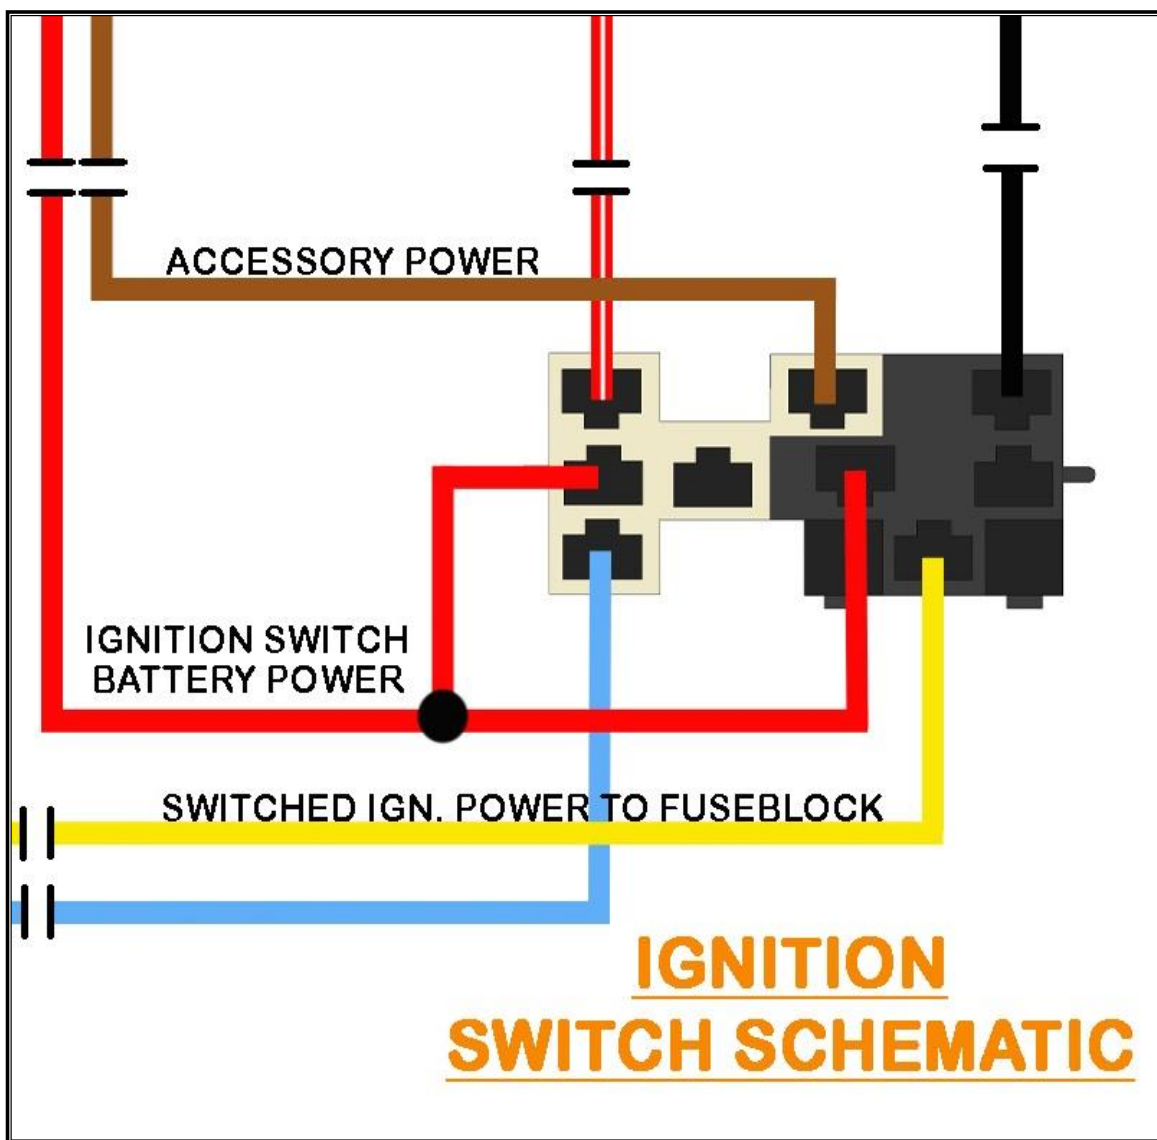 ACCESSORY POWER
IGNITION SWITCH
BATTERY POWER
SWITCHED IGN. POWER TO FUSEBLOCK
IGNITION
SWITCH SCHEMATIC